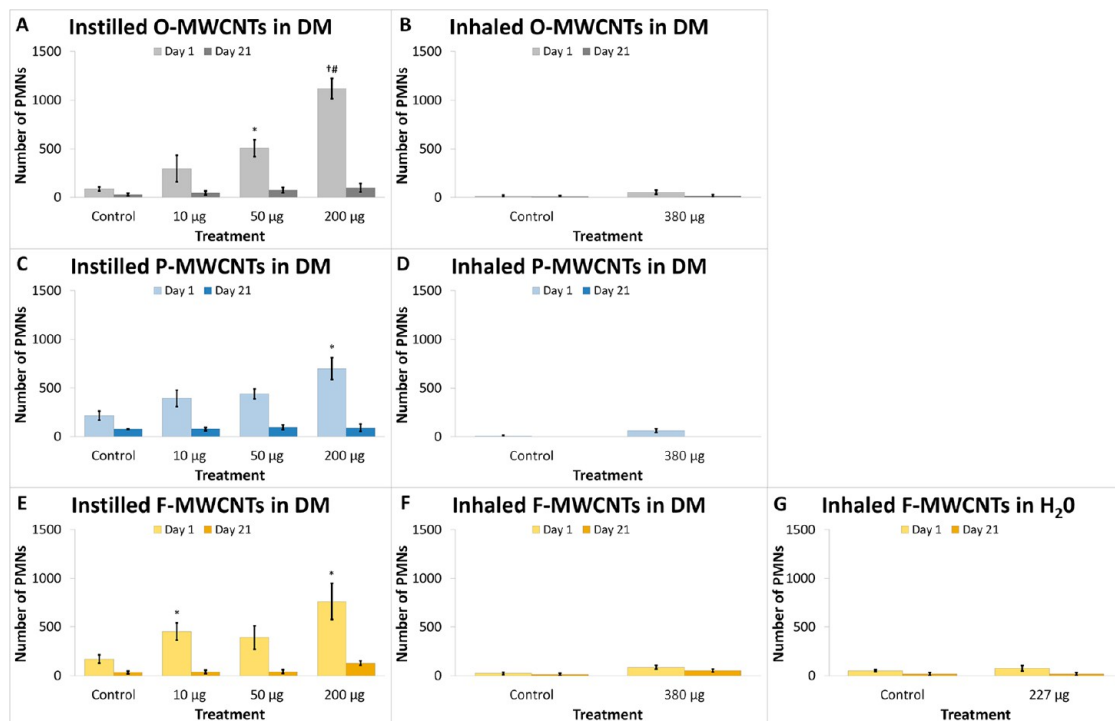 A Instilled O-MWCNTs in DM
Day 1 Day 21
Number of PMNs
1500
1000
500
0
*
†#
Control 10 µg 50 µg 200 µg
Treatment
B Inhaled O-MWCNTs in DM
Day 1 Day 21
Number of PMNs
1500
1000
500
0
Control 380 µg
Treatment
C Instilled P-MWCNTs in DM
Day 1 Day 21
Number of PMNs
1500
1000
500
0
*
Control 10 µg 50 µg 200 µg
Treatment
D Inhaled P-MWCNTs in DM
Day 1 Day 21
Number of PMNs
1500
1000
500
0
Control 380 µg
Treatment
E Instilled F-MWCNTs in DM
Day 1 Day 21
Number of PMNs
1500
1000
500
0
*
*
Control 10 µg 50 µg 200 µg
Treatment
F Inhaled F-MWCNTs in DM
Day 1 Day 21
Number of PMNs
1500
1000
500
0
Control 380 µg
Treatment
G Inhaled F-MWCNTs in H₂0
Day 1 Day 21
Number of PMNs
1500
1000
500
0
Control 227 µg
Treatment